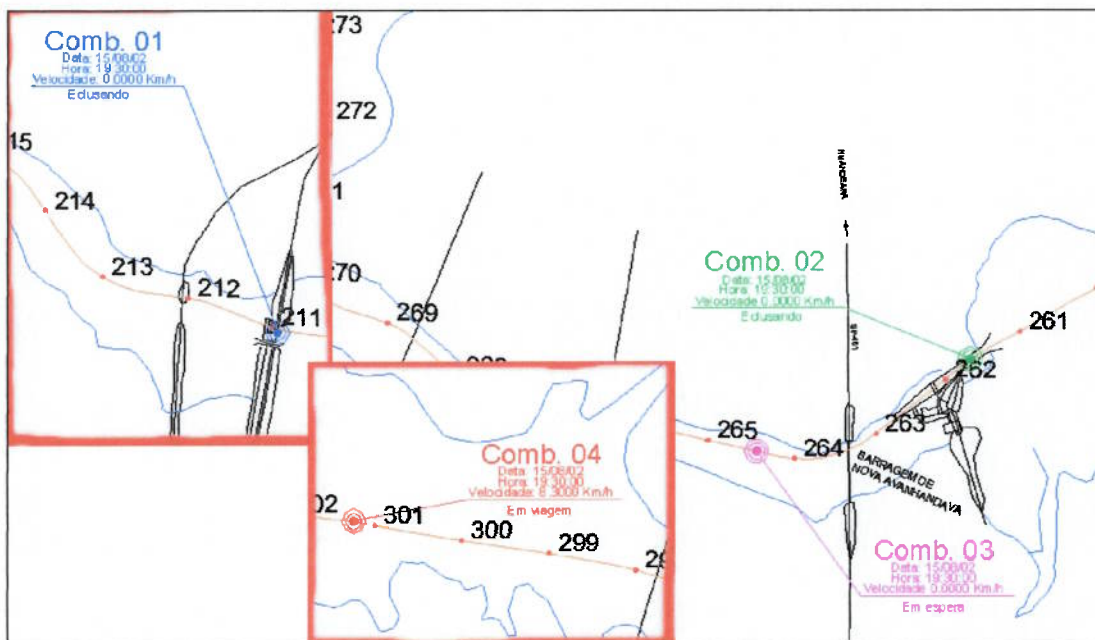 Comb. 01
Data: 15/08/02
Hora: 19:30:00
Velocidade: 0.0000 Km/h
Eclusando
15
214
213
212
211
273
272
1
270
269
Comb. 02
Data: 15/08/02
Hora: 19:30:00
Velocidade: 0.0000 Km/h
Eclusando
261
262
263
264
265
BARRAGEM DE
NOVA AVANHANDAVA
Comb. 03
Data: 15/08/02
Hora: 19:30:00
Velocidade: 0.0000 Km/h
Em espera
Comb. 04
Data: 15/08/02
Hora: 19:30:00
Velocidade: 8.3000 Km/h
Em viagem
02
301
300
299